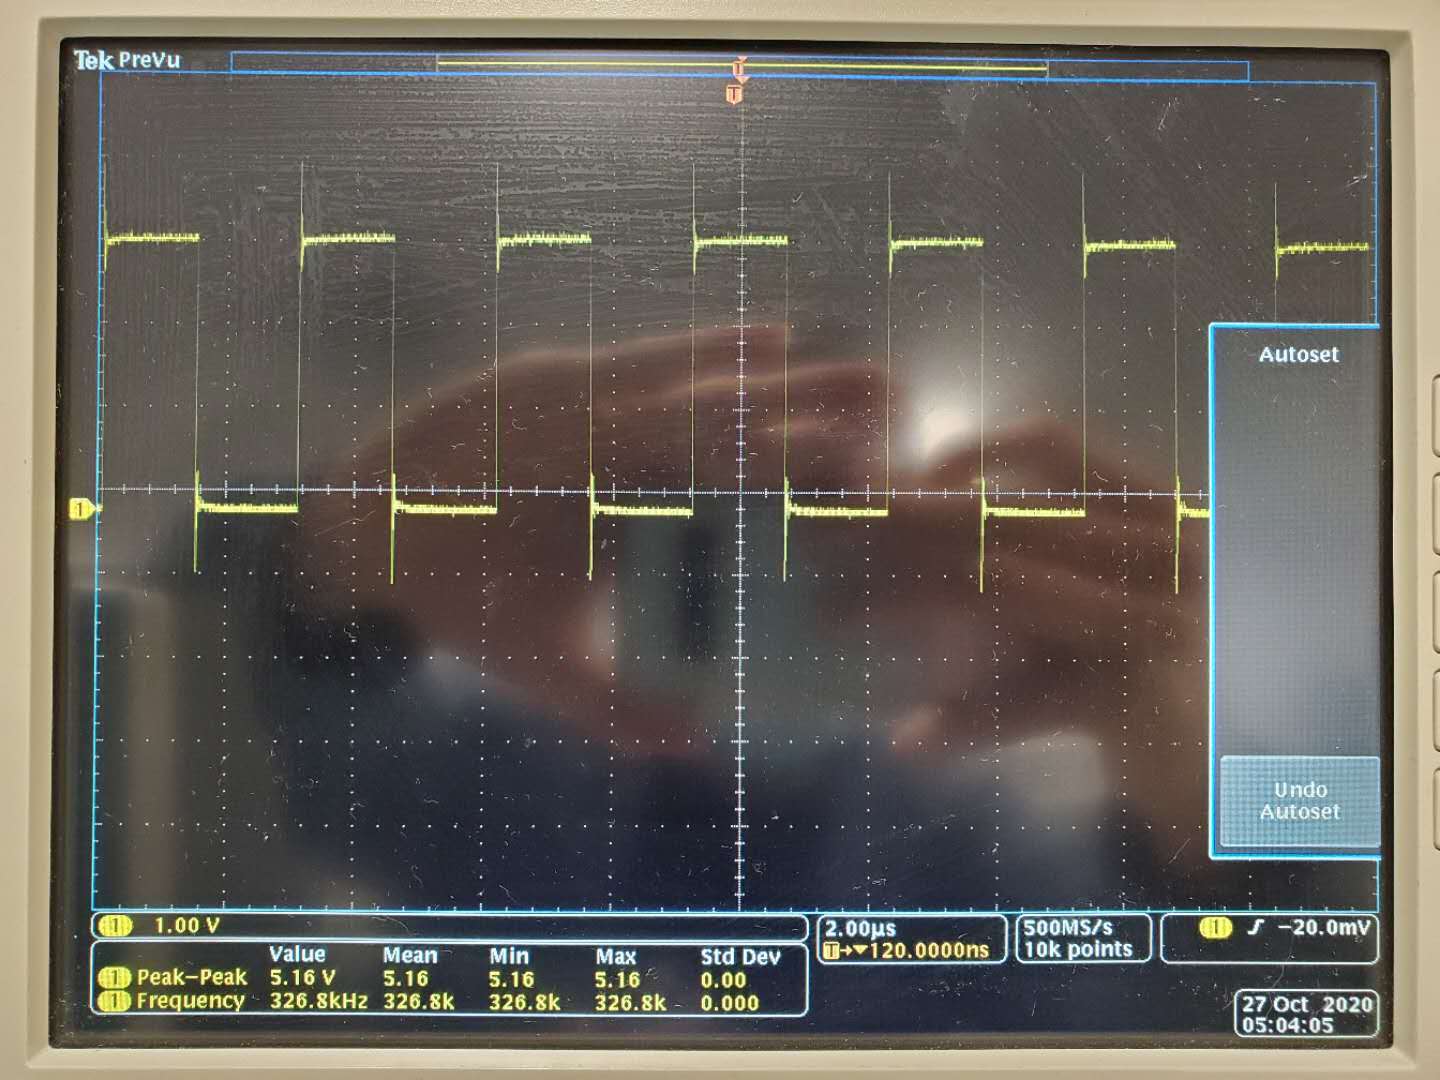 Tek PreVu
T
T
Autoset
1
Undo
Autoset
1 1.00 V
2.00µs
T→▼120.0000ns
500MS/s
10k points
1 ∫ −20.0mV
Value Mean Min Max Std Dev
1 Peak−Peak 5.16 V 5.16 5.16 5.16 0.00
1 Frequency 326.8kHz 326.8k 326.8k 326.8k 0.000
27 Oct 2020
05:04:05